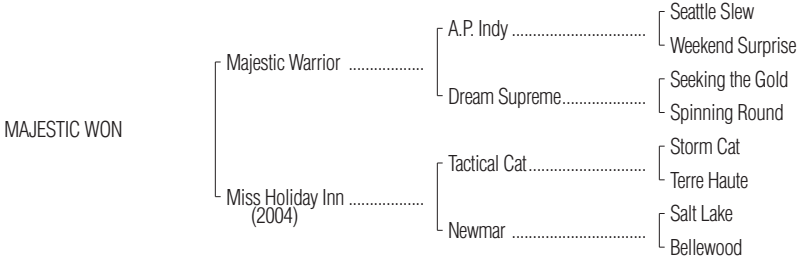 Seattle Slew
A.P. Indy ................................
Weekend Surprise
Majestic Warrior ..................
Seeking the Gold
Dream Supreme....................
Spinning Round
MAJESTIC WON
Storm Cat
Tactical Cat............................
Terre Haute
Miss Holiday Inn ..................
(2004)
Salt Lake
Newmar ................................
Bellewood